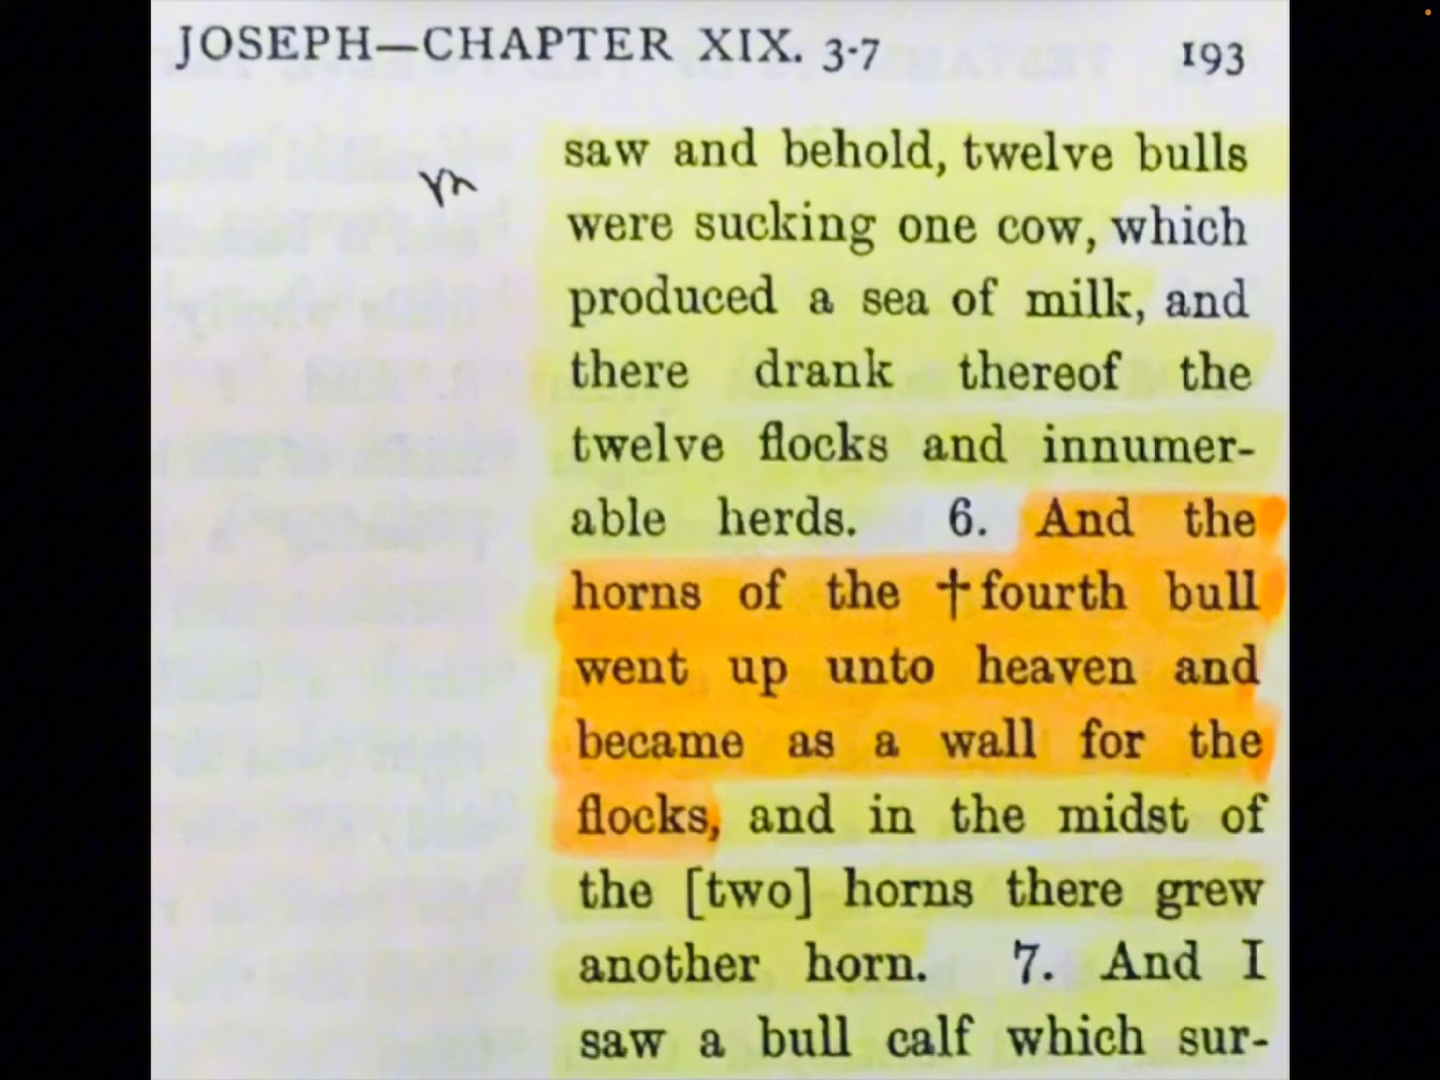 JOSEPH—CHAPTER XIX. 3-7 193
saw and behold, twelve bulls
were sucking one cow, which
produced a sea of milk, and
there drank thereof the
twelve flocks and innumer-
able herds. 6. And the
horns of the †fourth bull
went up unto heaven and
became as a wall for the
flocks, and in the midst of
the [two] horns there grew
another horn. 7. And I
saw a bull calf which sur-